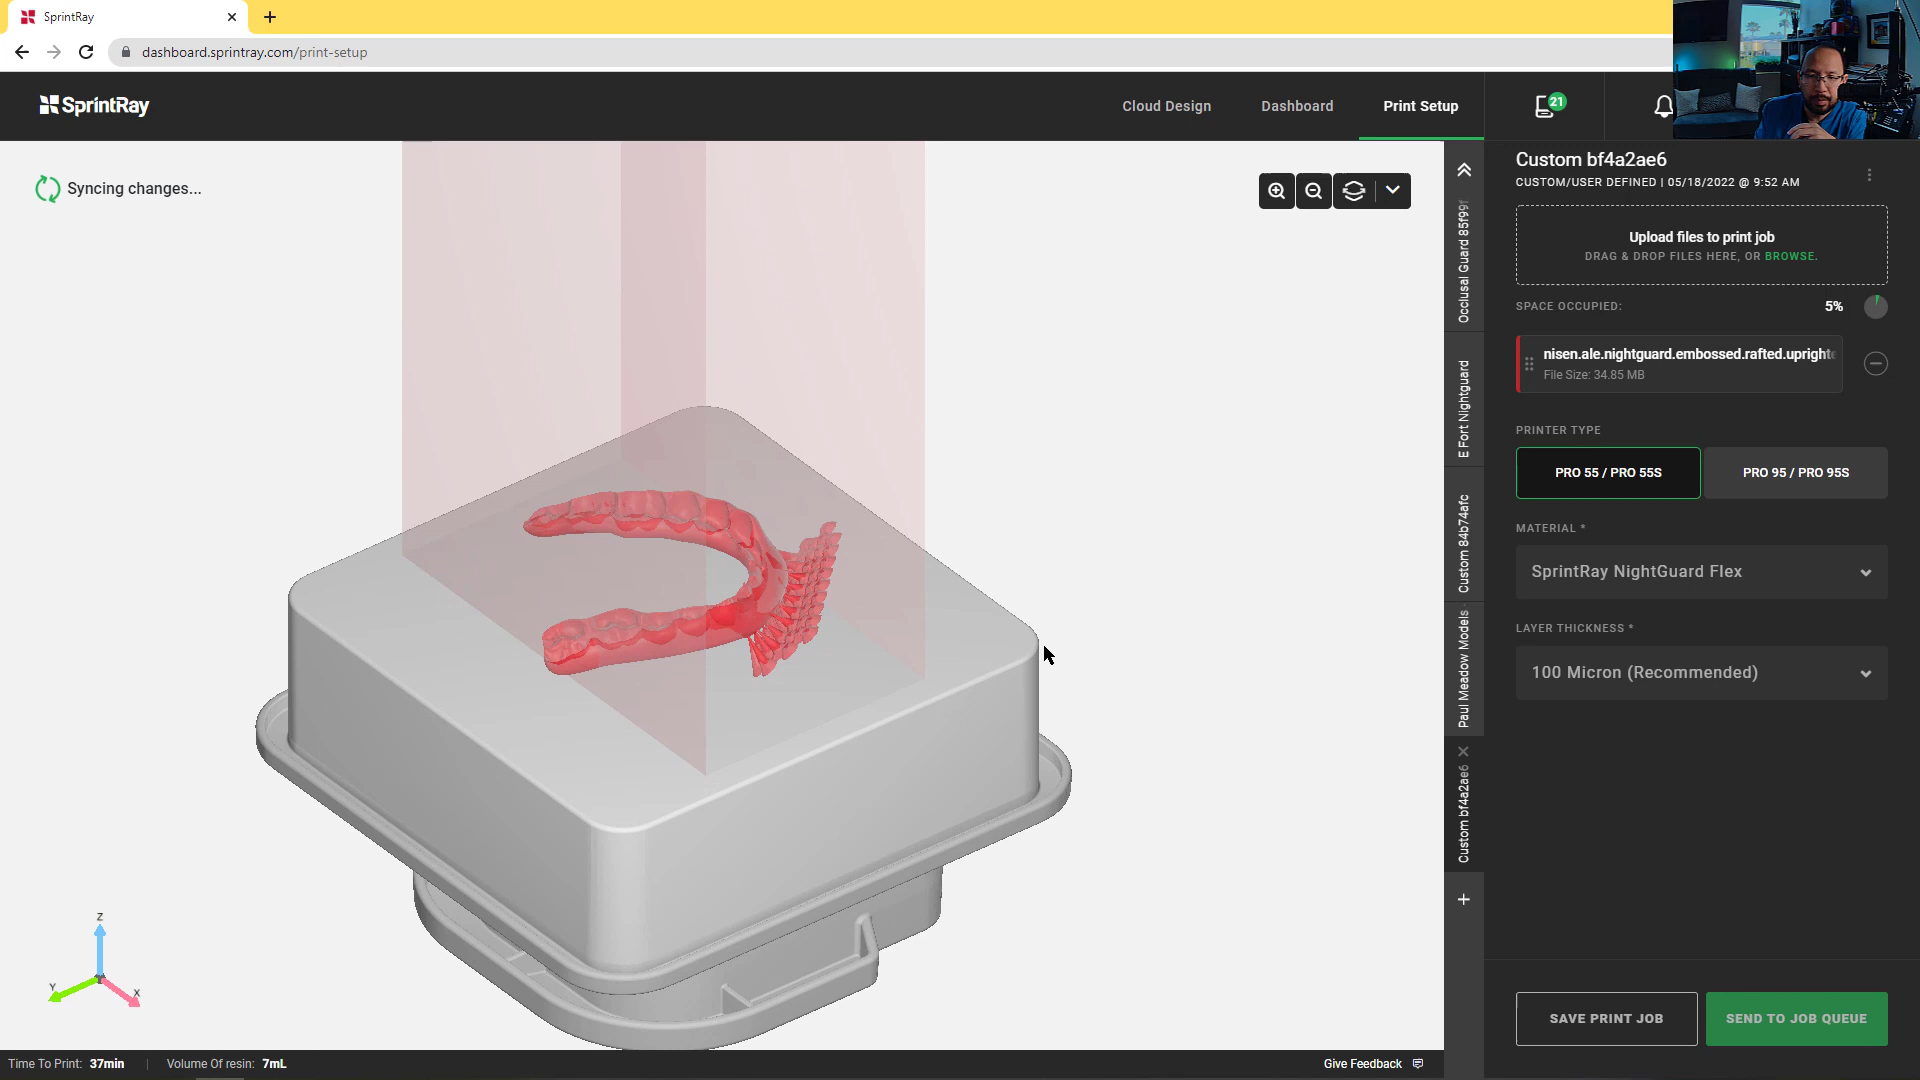 SprintRay
dashboard.sprintray.com/print-setup
SprintRay
Cloud Design
Dashboard
Print Setup
21
Syncing changes...
Occlusal Guard 85f99f
E Fort Nightguard
Custom 84b74afc
Paul Meadow Models
Custom bf4a2ae6
Custom bf4a2ae6
CUSTOM/USER DEFINED | 05/18/2022 @ 9:52 AM
Upload files to print job
DRAG & DROP FILES HERE, OR BROWSE.
SPACE OCCUPIED:
5%
nisen.ale.nightguard.embossed.rafted.uprighte
File Size: 34.85 MB
PRINTER TYPE
PRO 55 / PRO 55S
PRO 95 / PRO 95S
MATERIAL *
SprintRay NightGuard Flex
LAYER THICKNESS *
100 Micron (Recommended)
SAVE PRINT JOB
SEND TO JOB QUEUE
Z
Y
X
Time To Print: 37min
Volume Of resin: 7mL
Give Feedback